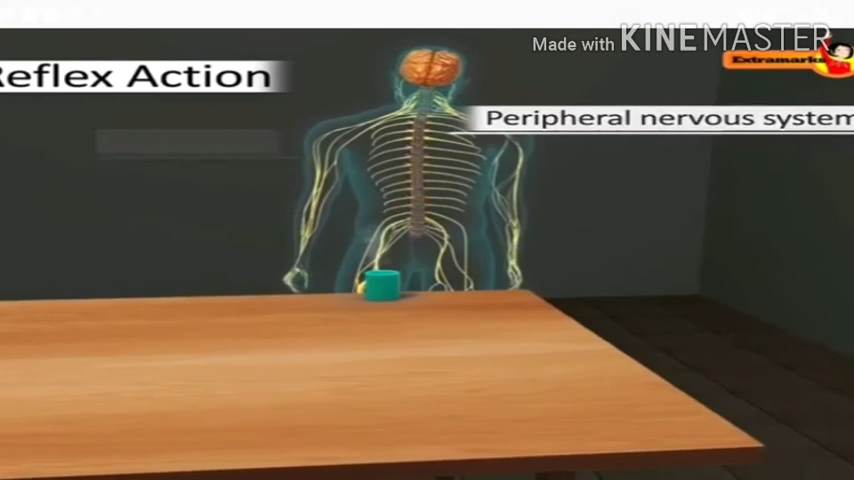 Made with KINEMASTER
Extramarks
Reflex Action
Peripheral nervous system